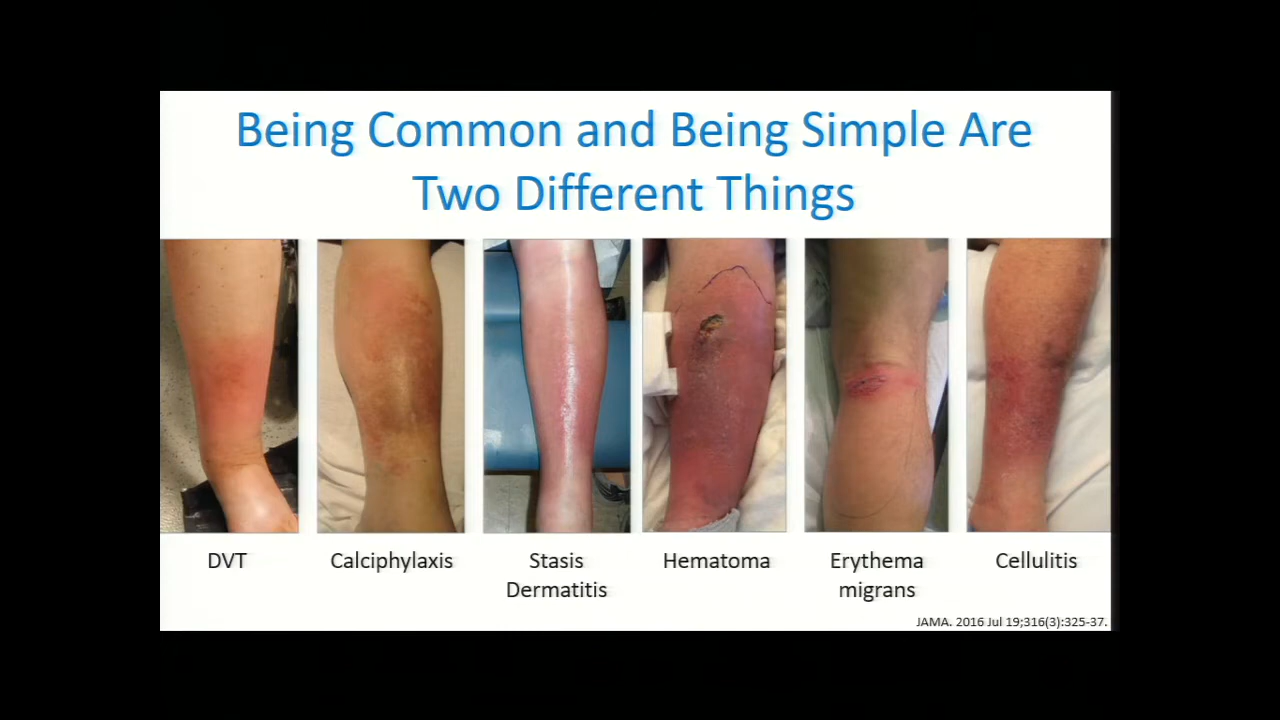 Being Common and Being Simple Are
Two Different Things
DVT
Calciphylaxis
Stasis
Dermatitis
Hematoma
Erythema
migrans
Cellulitis
JAMA. 2016 Jul 19;316(3):325-37.